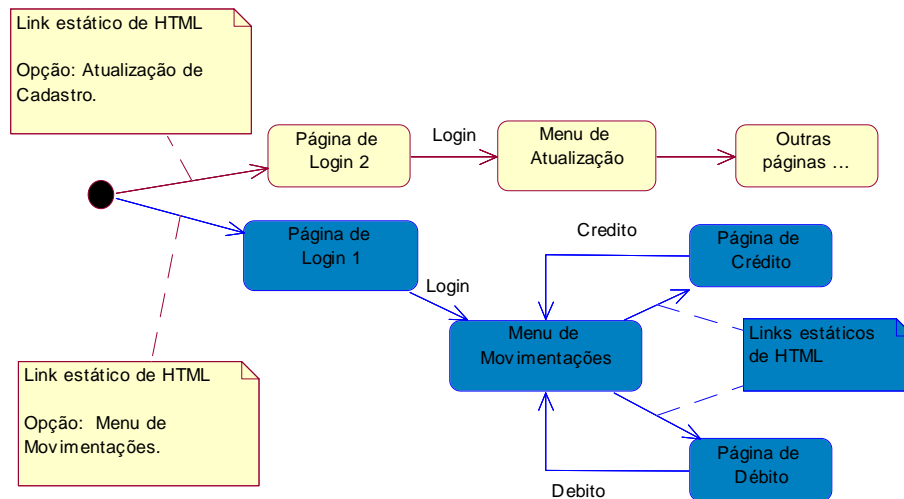 Link estático de HTML
Opção: Atualização de
Cadastro.
Página de
Login 2
Login
Menu de
Atualização
Outras
páginas ...
Página de
Login 1
Login
Credito
Página de
Crédito
Menu de
Movimentações
Links estáticos
de HTML
Link estático de HTML
Opção: Menu de
Movimentações.
Página de
Débito
Debito